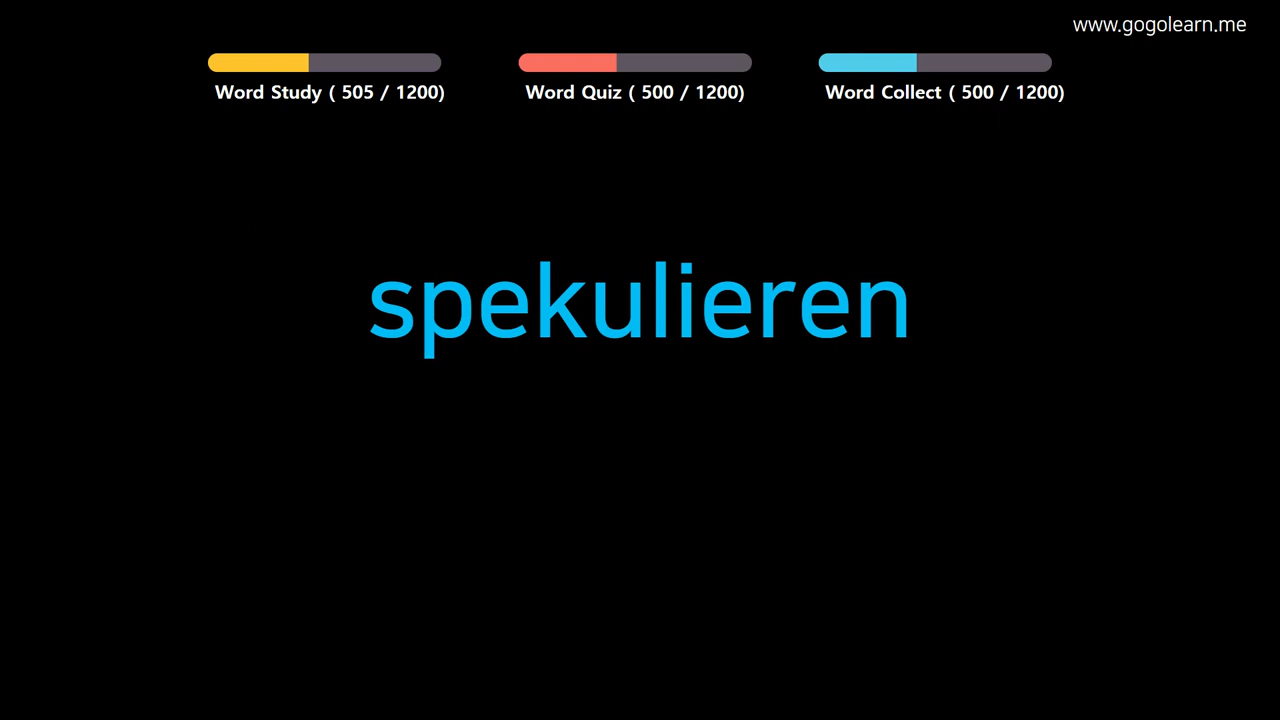 www.gogolearn.me
Word Study ( 505 / 1200)
Word Quiz ( 500 / 1200)
Word Collect ( 500 / 1200)
spekulieren